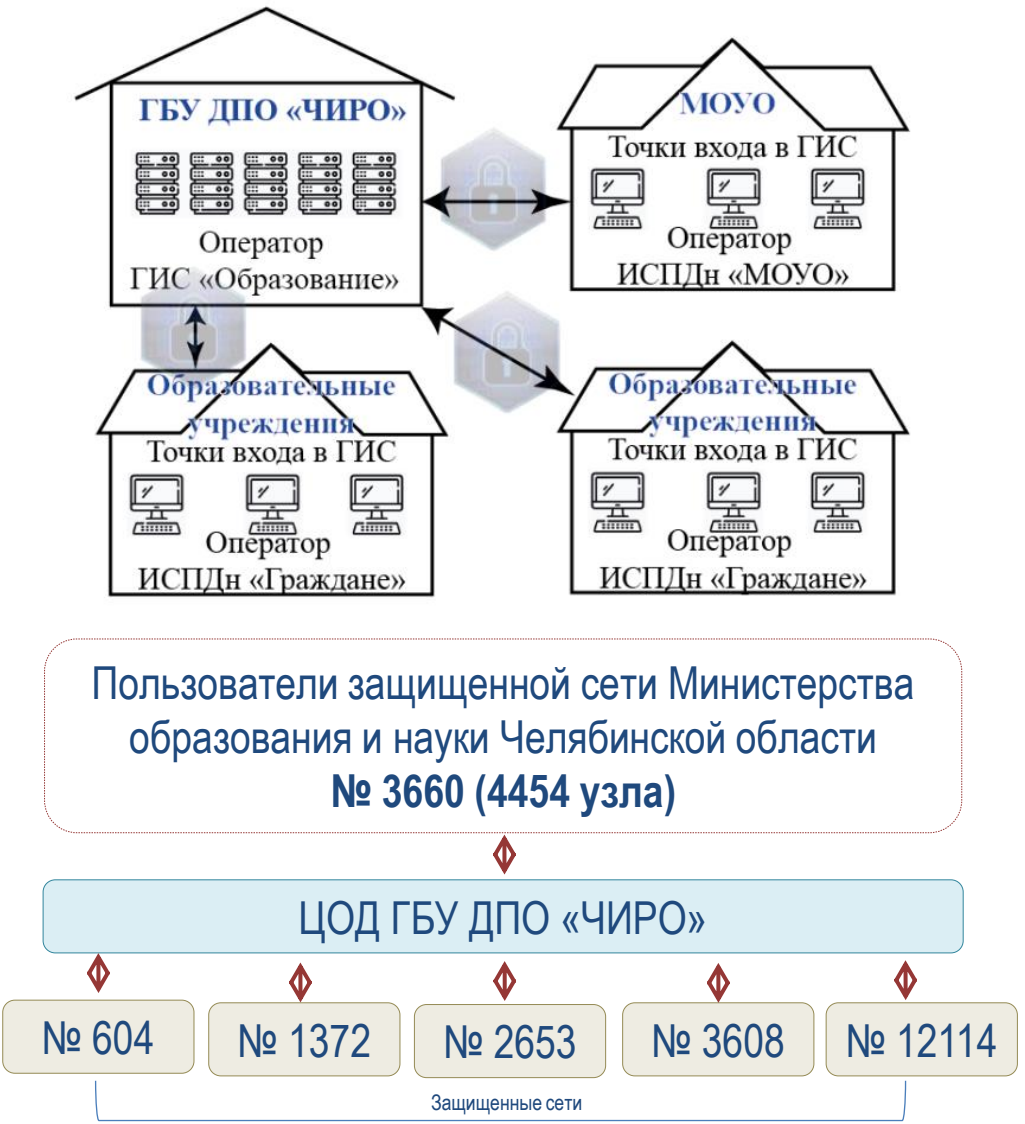 ГБУ ДПО «ЧИРО»
Оператор
ГИС «Образование»
МОУО
Точки входа в ГИС
Оператор
ИСПДн «МОУО»
Образовательные
учреждения
Точки входа в ГИС
Оператор
ИСПДн «Граждане»
Образовательные
учреждения
Точки входа в ГИС
Оператор
ИСПДн «Граждане»
Пользователи защищенной сети Министерства
образования и науки Челябинской области
№ 3660 (4454 узла)
ЦОД ГБУ ДПО «ЧИРО»
№ 604
№ 1372
№ 2653
№ 3608
№ 12114
Защищенные сети